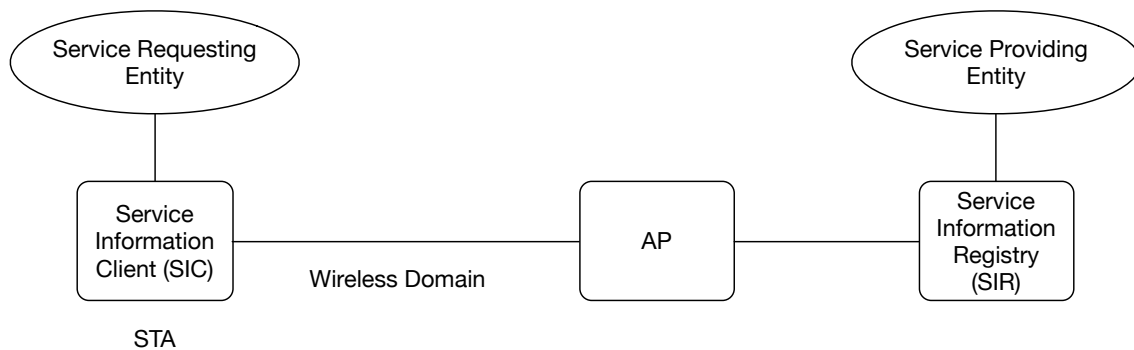 Service Requesting
Entity
Service Providing
Entity
Service
Information
Client (SIC)
AP
Service
Information
Registry
(SIR)
Wireless Domain
STA